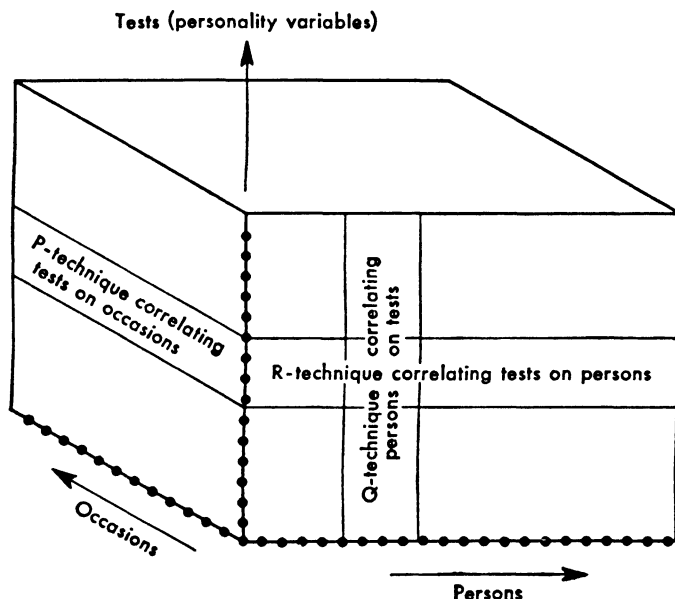 Tests (personality variables)
P-technique correlating
tests on occasions
Q-technique correlating
persons on tests
R-technique correlating tests on persons
Occasions
Persons